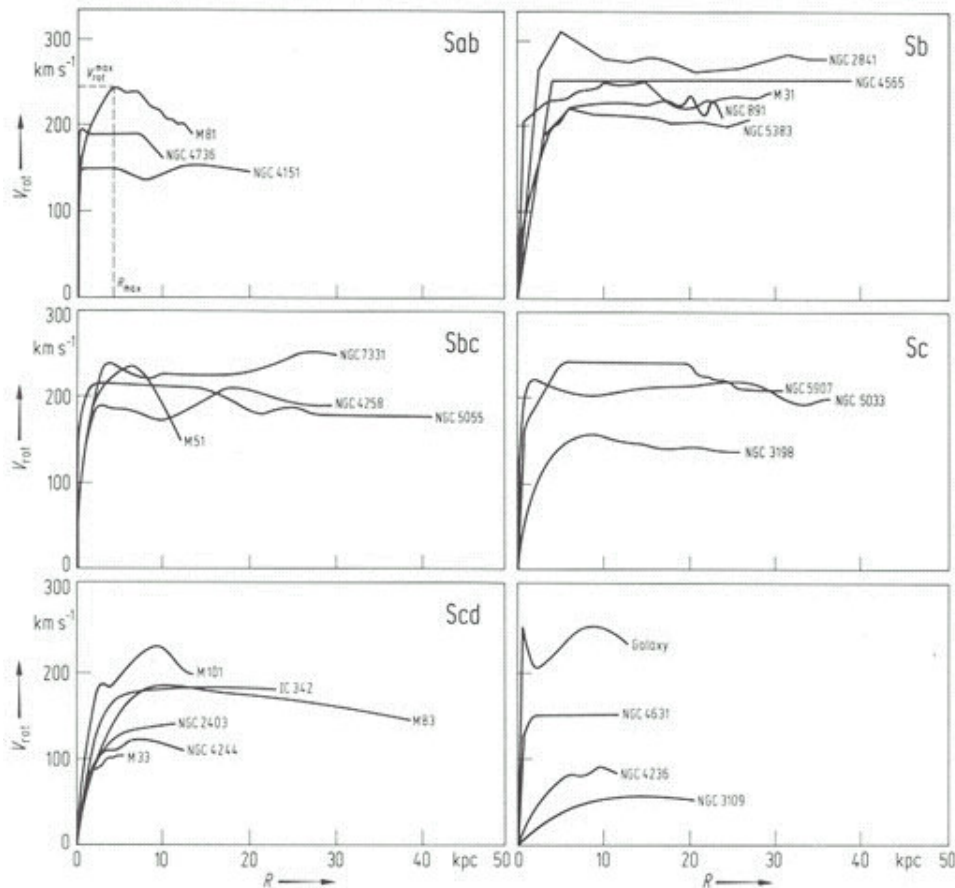 300
km s⁻¹
200
100
0
V_rot
V_rot^max
R_max
Sab
M81
NGC 4736
NGC 4151
Sb
NGC 2841
NGC 4565
M31
NGC 891
NGC 5383
300
km s⁻¹
200
100
0
V_rot
Sbc
NGC 7331
NGC 4258
NGC 5055
M51
Sc
NGC 5907
NGC 5033
NGC 3198
300
km s⁻¹
200
100
0
V_rot
Scd
M101
IC 342
M83
NGC 2403
NGC 4244
M33
Galaxy
NGC 4631
NGC 4236
NGC 3109
0 10 20 30 40 kpc 50
R
0 10 20 30 40 kpc 50
R